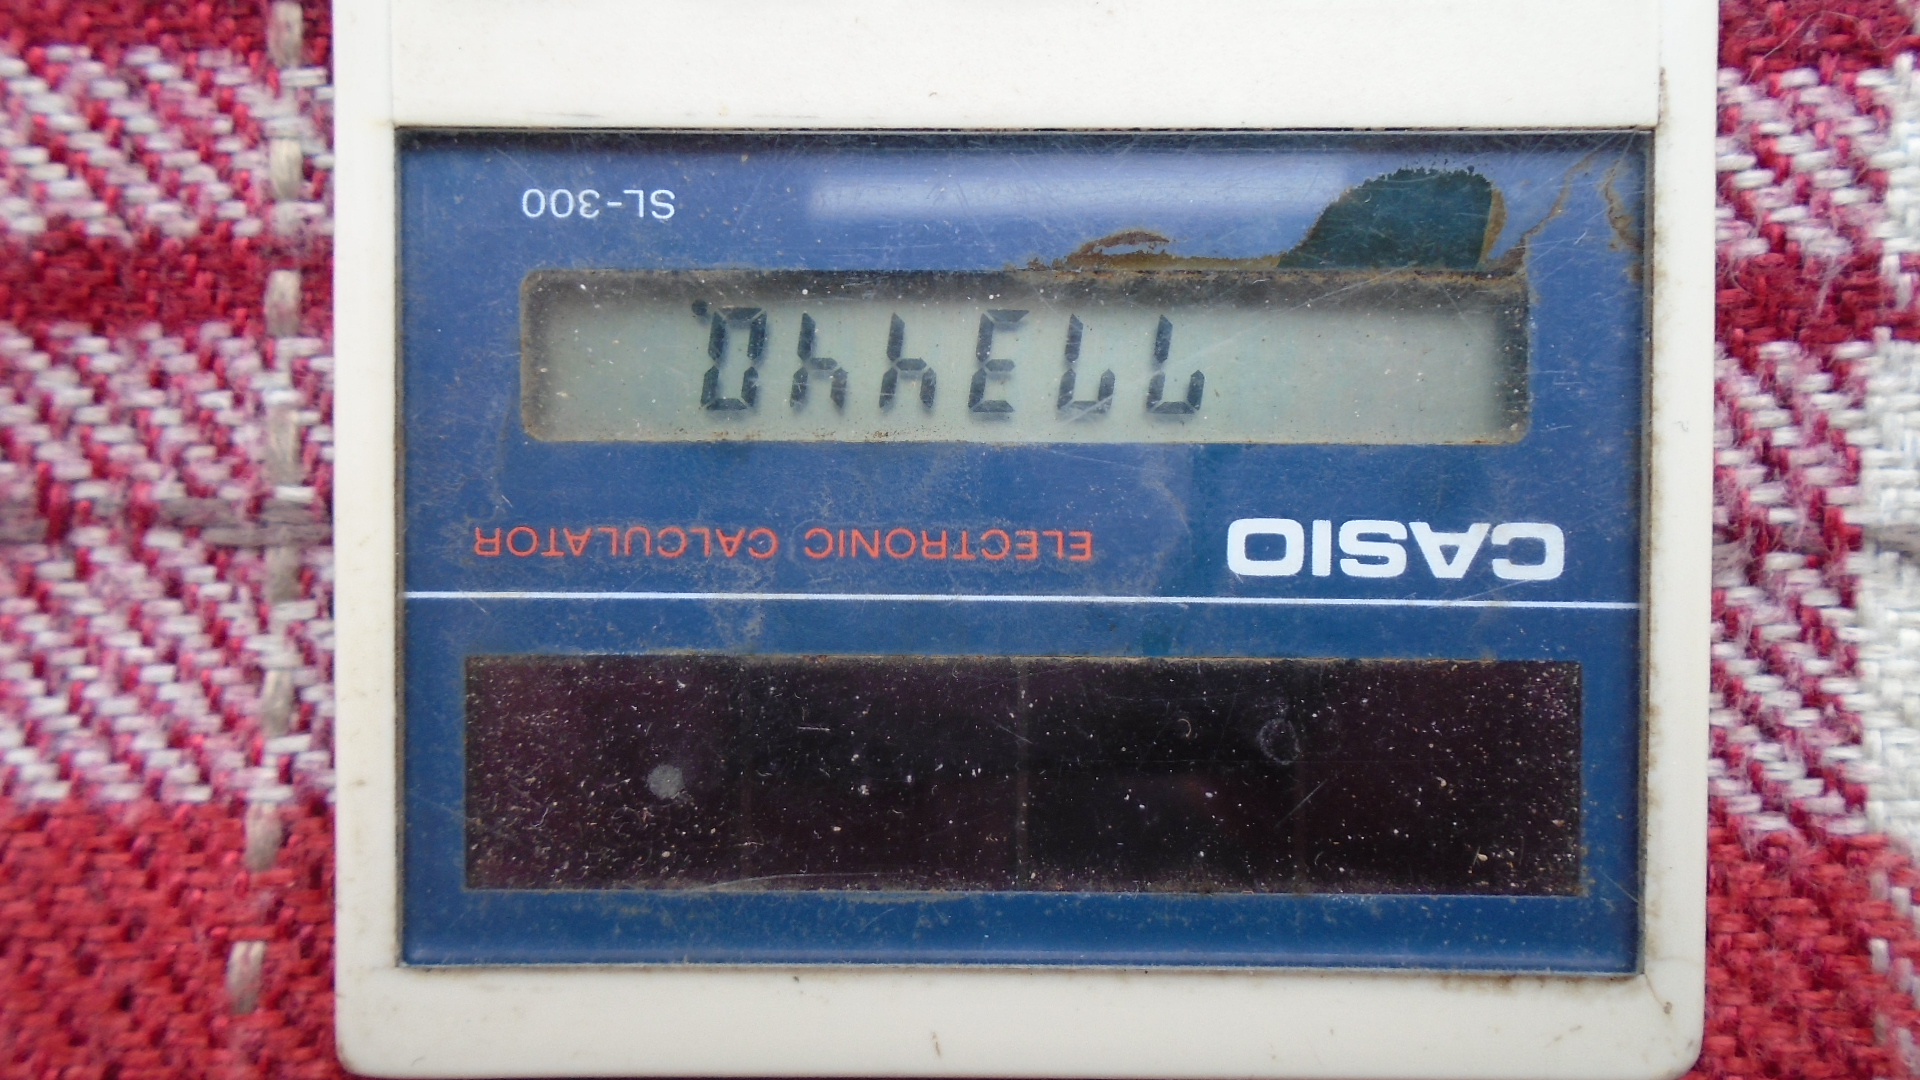 CASIO ELECTRONIC CALCULATOR
773440.
SL-300